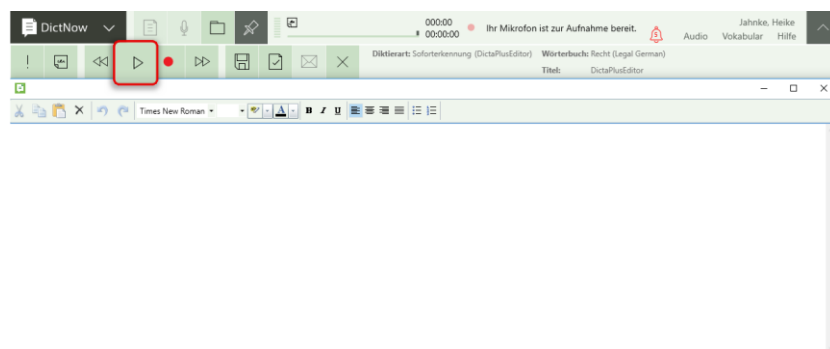 DictNow
000:00
00:00:00
Ihr Mikrofon ist zur Aufnahme bereit.
Jahnke, Heike
Audio Vokabular Hilfe
Diktierart: Soforterkennung (DictaPlusEditor) Wörterbuch: Recht (Legal German)
Titel: DictaPlusEditor
Times New Roman
A B I U